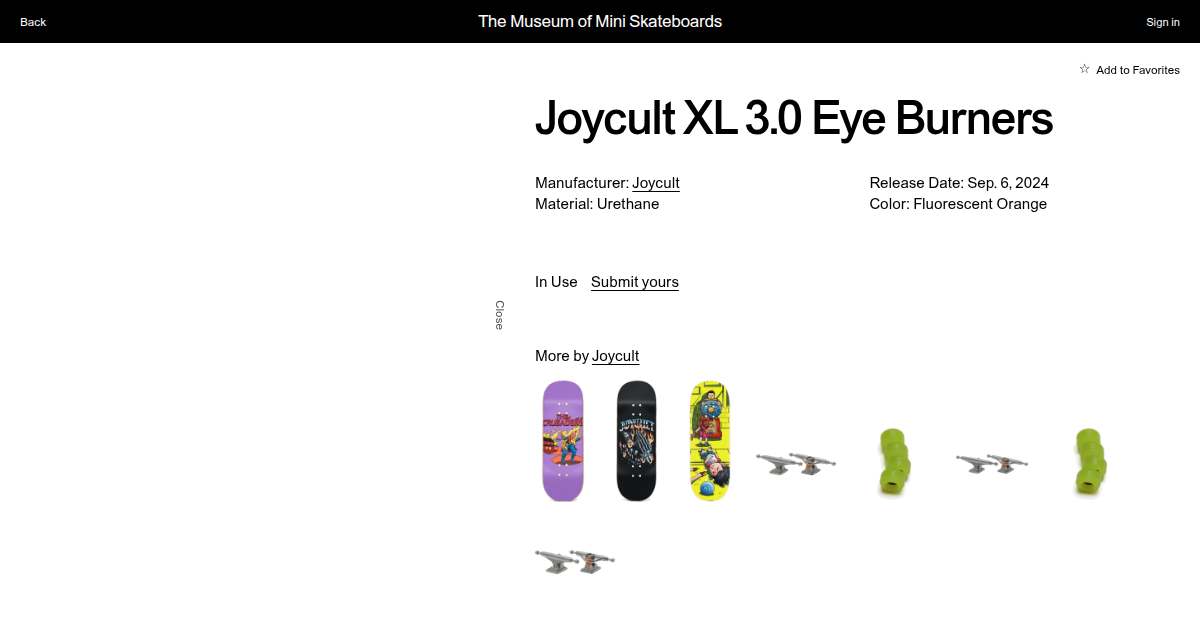 Back
The Museum of Mini Skateboards
Sign in
☆ Add to Favorites
Joycult XL 3.0 Eye Burners
Manufacturer: Joycult
Release Date: Sep. 6, 2024
Material: Urethane
Color: Fluorescent Orange
In Use Submit yours
Close
More by Joycult
JOYCULT